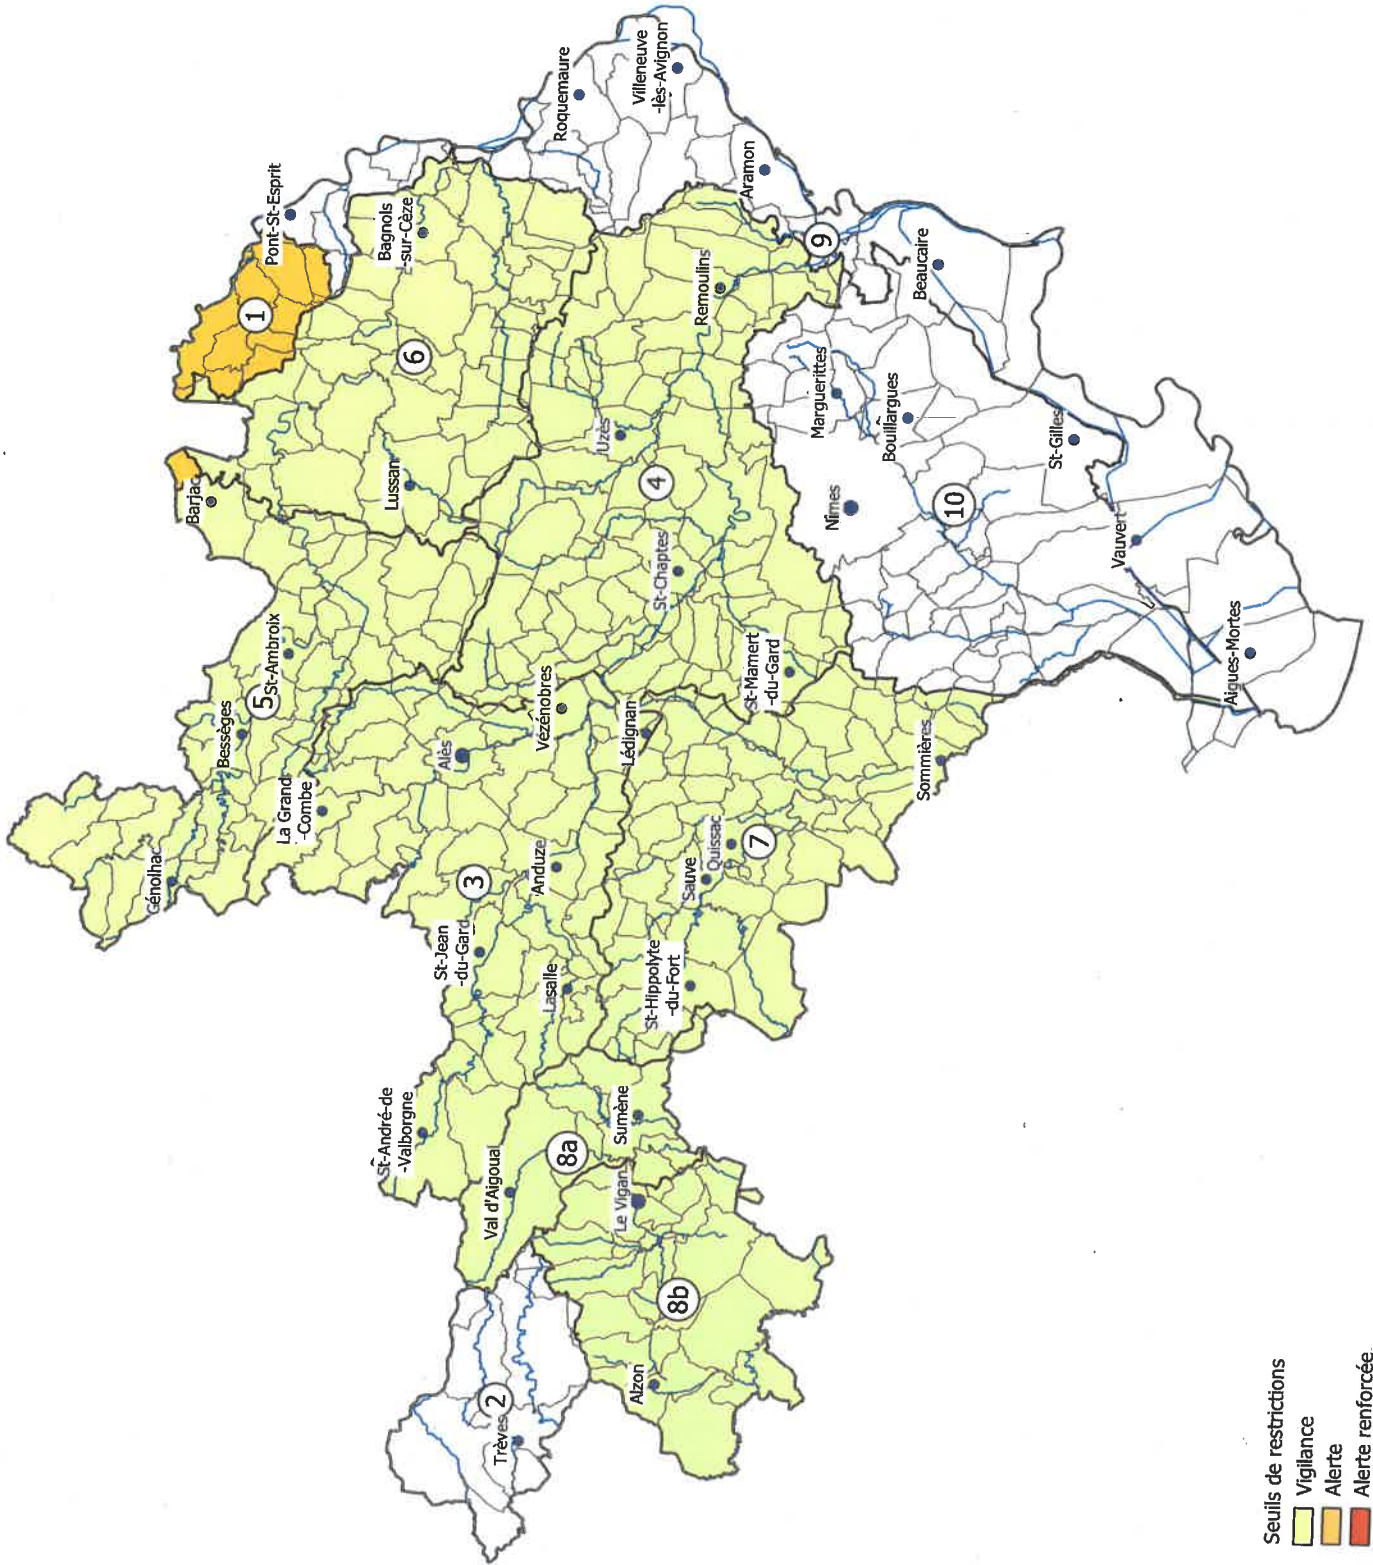 Génolhac
Bessèges
5
St-Ambroix
Barjac
1
Pont-St-Esprit
La Grand
-Combe
Lussan
6
Bagnols
-sur-Cèze
Roquemaure
Villeneuve
-lès-Avignon
St-André-de
-Valborgne
St-Jean
-du-Gard
3
Alès
Anduze
Vézénobres
Uzès
4
St-Chaptes
Remoulins
Aramon
9
2
Trèves
Val d'Aigoual
8a
Lasalle
Sumène
Le Vigan
8b
Alzon
St-Hippolyte
-du-Fort
Sauve
Quissac
7
Lédignan
St-Mamert
-du-Gard
Sommières
Nîmes
Marguerittes
Bouillargues
Beaucaire
10
St-Gilles
Vauvert
Aigues-Mortes
Seuils de restrictions
Vigilance
Alerte
Alerte renforcée